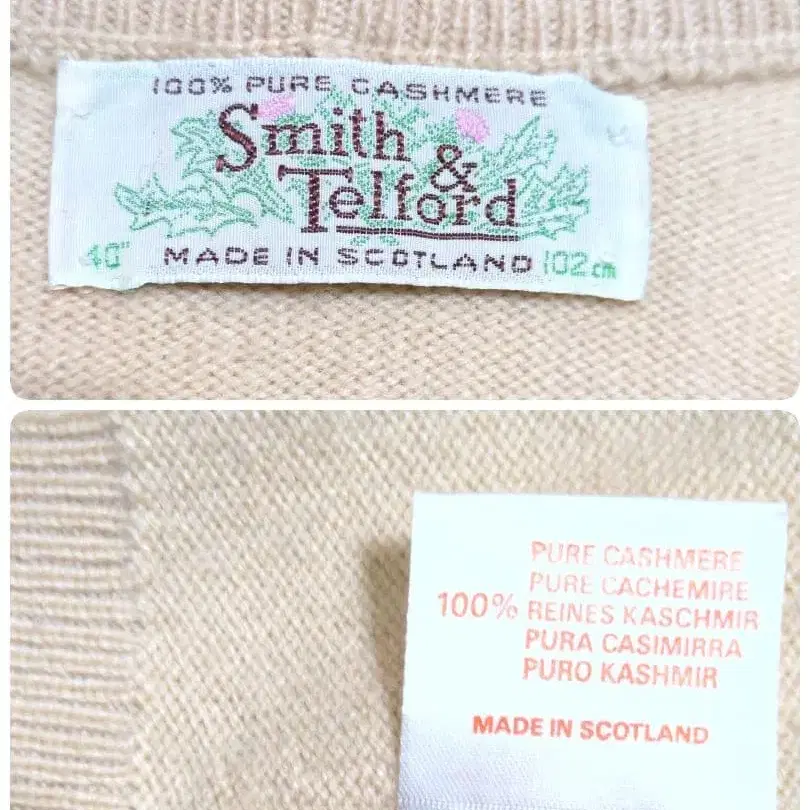 100% PURE CASHMERE
Smith &
Telford
40" MADE IN SCOTLAND 102 cm
PURE CASHMERE
PURE CACHEMIRE
100% REINES KASCHMIR
PURA CASIMIRRA
PURO KASHMIR
MADE IN SCOTLAND